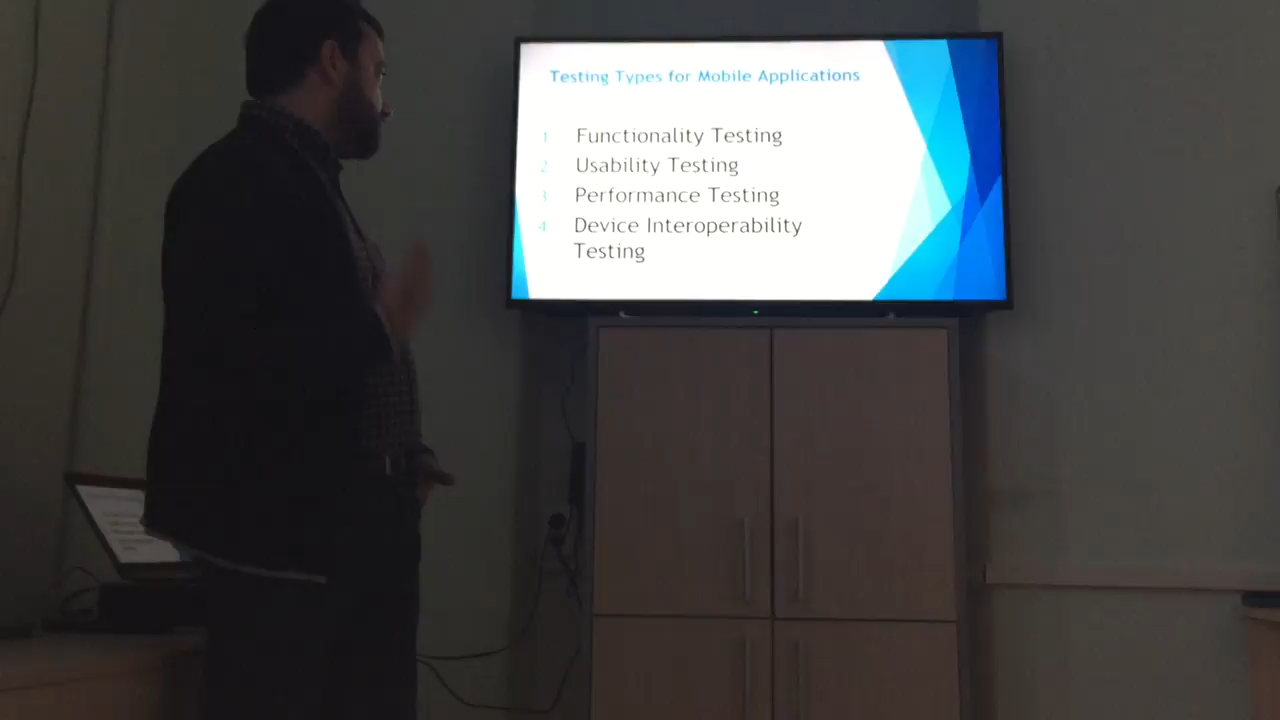 Testing Types for Mobile Applications
1 Functionality Testing
2 Usability Testing
3 Performance Testing
4 Device Interoperability
Testing